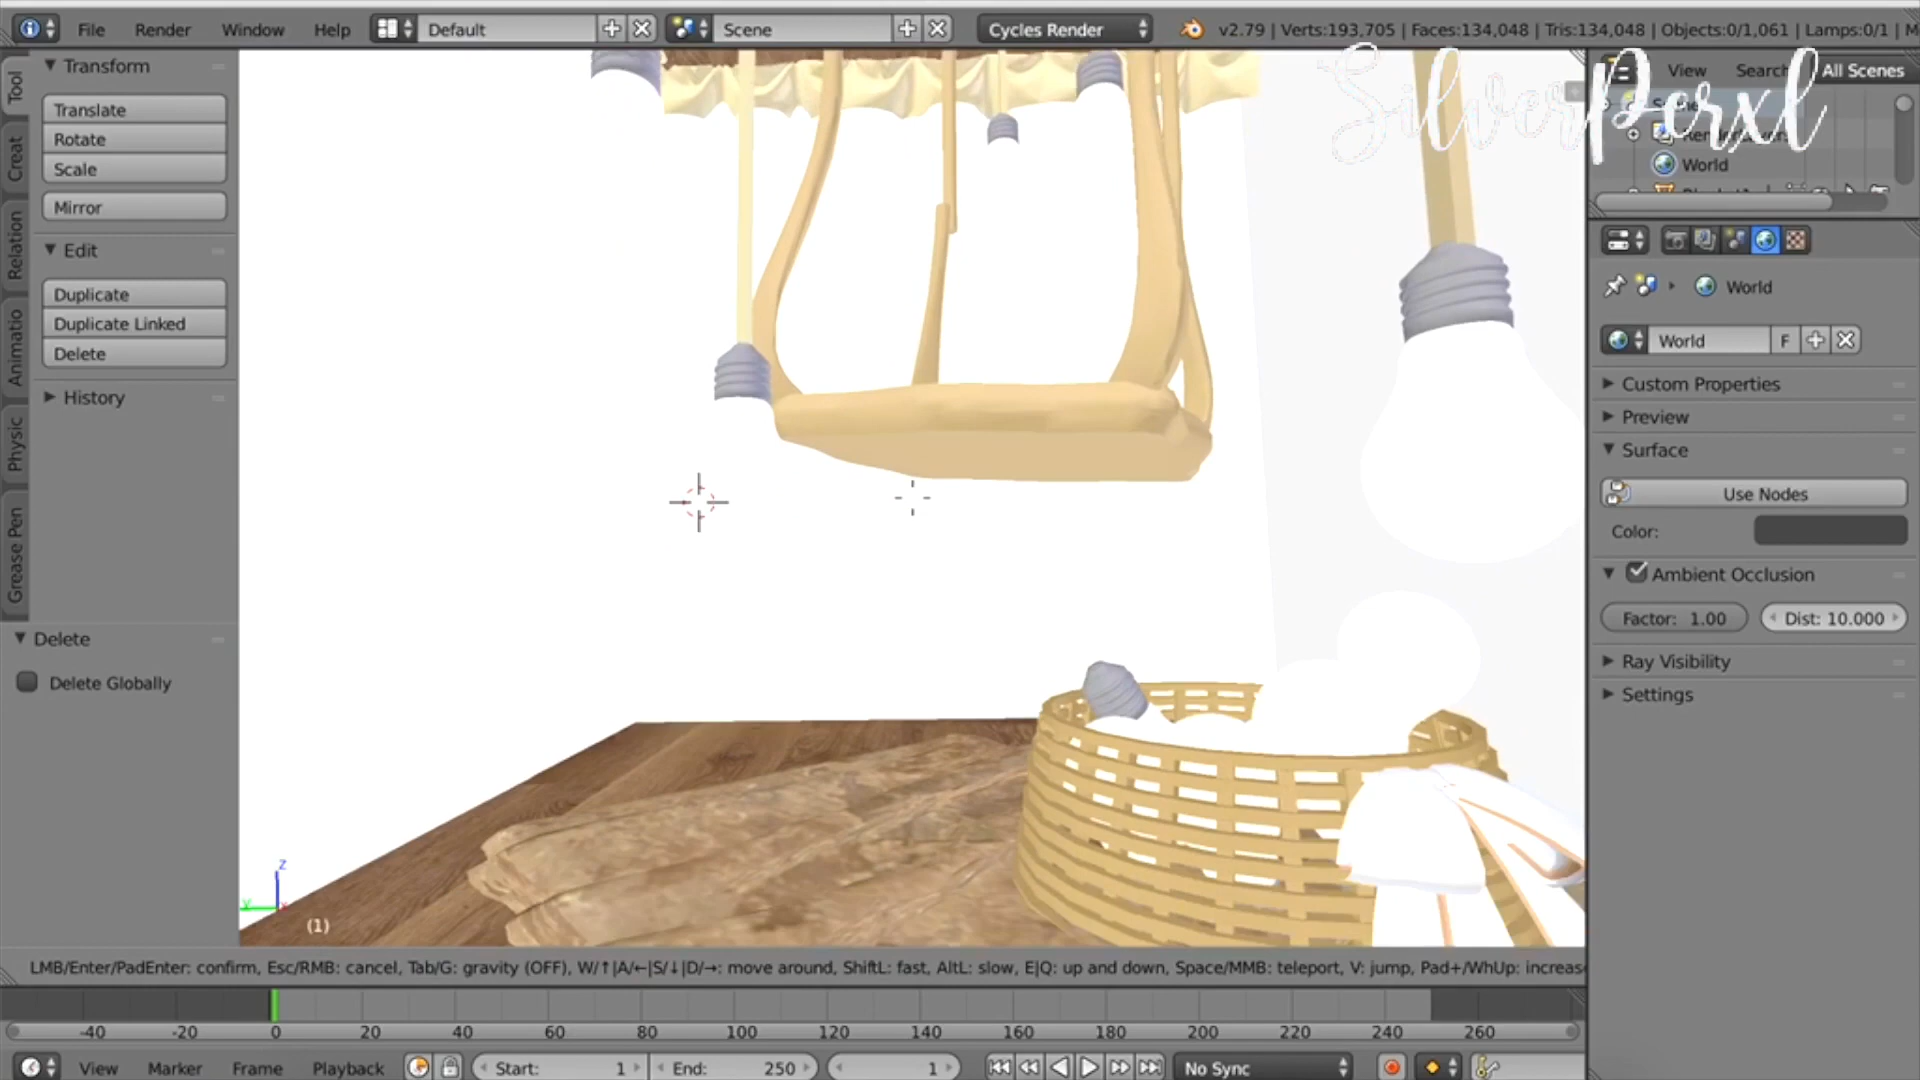 File Render Window Help Default Scene Cycles Render v2.79 | Verts:193,705 | Faces:134,048 | Tris:134,048 | Objects:0/1,061 | Lamps:0/1 | M
SilverPerxl
View Search All Scenes
World
Tool
Creat
Relation
Animatio
Physic
Grease Pen
Transform
Translate
Rotate
Scale
Mirror
Edit
Duplicate
Duplicate Linked
Delete
History
Delete
Delete Globally
World
World F
Custom Properties
Preview
Surface
Use Nodes
Color:
Ambient Occlusion
Factor: 1.00 Dist: 10.000
Ray Visibility
Settings
z
y
(1)
LMB/Enter/PadEnter: confirm, Esc/RMB: cancel, Tab/G: gravity (OFF), W/↑|A/←|S/↓|D/→: move around, ShiftL: fast, AltL: slow, E|Q: up and down, Space/MMB: teleport, V: jump, Pad+/WhUp: increas
-40 -20 0 20 40 60 80 100 120 140 160 180 200 220 240 260
View Marker Frame Playback Start: 1 End: 250 1 No Sync